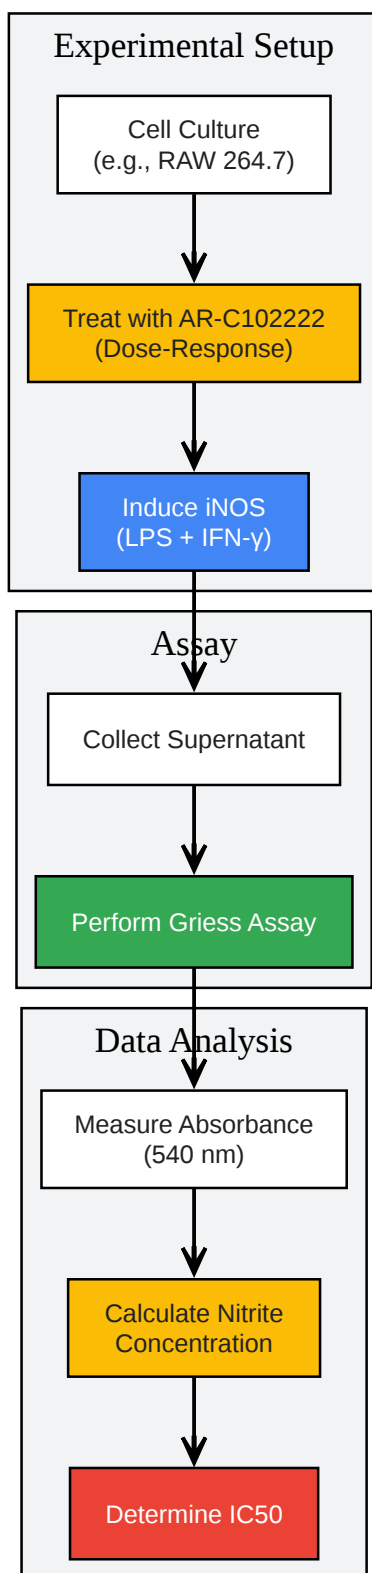 Experimental Setup
Cell Culture
(e.g., RAW 264.7)
Treat with AR-C102222
(Dose-Response)
Induce iNOS
(LPS + IFN-γ)
Assay
Collect Supernatant
Perform Griess Assay
Data Analysis
Measure Absorbance
(540 nm)
Calculate Nitrite
Concentration
Determine IC50